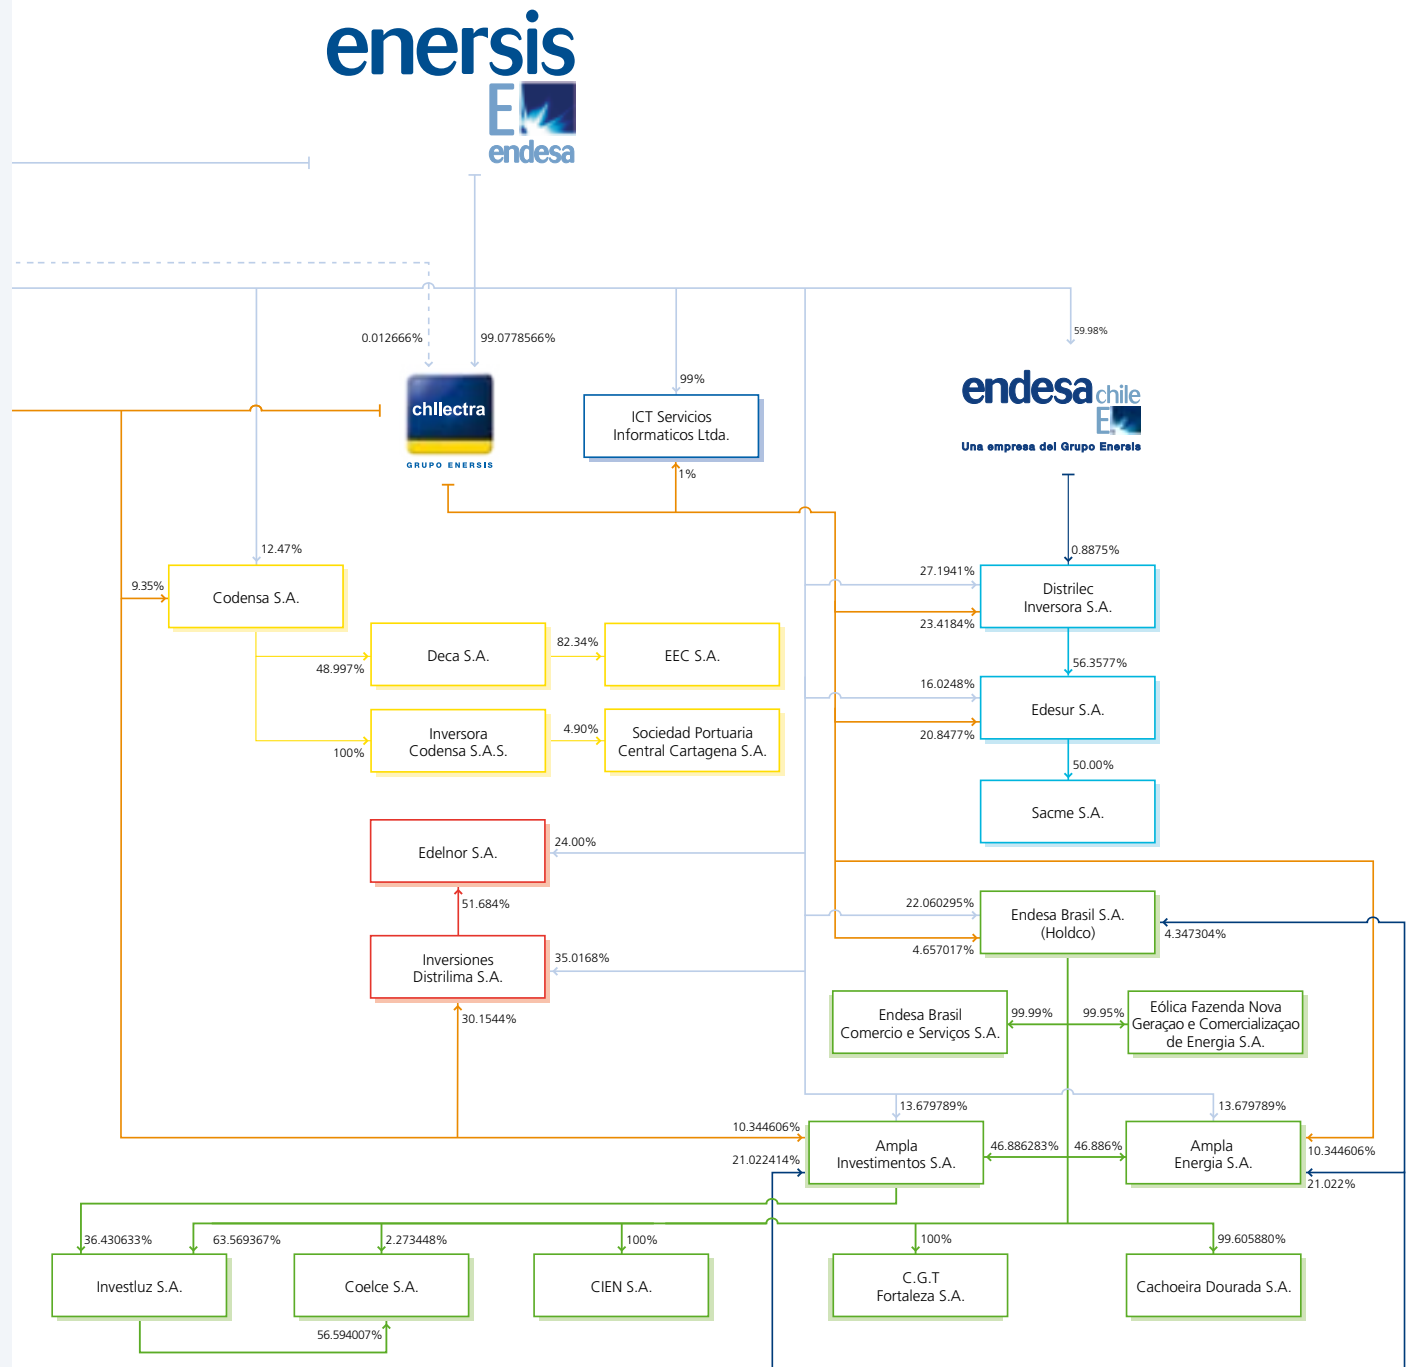 enersis
E
endesa
0.012666%
99.0778566%
59.98%
chilectra
GRUPO ENERSIS
99%
ICT Servicios
Informaticos Ltda.
1%
endesa chile
E
Una empresa del Grupo Enersis
12.47%
9.35%
Codensa S.A.
0.8875%
27.1941%
Distrilec
Inversora S.A.
23.4184%
48.997%
Deca S.A.
82.34%
EEC S.A.
56.3577%
16.0248%
Edesur S.A.
20.8477%
100%
Inversora
Codensa S.A.S.
4.90%
Sociedad Portuaria
Central Cartagena S.A.
50.00%
Sacme S.A.
Edelnor S.A.
24.00%
51.684%
Inversiones
Distrilima S.A.
35.0168%
30.1544%
22.060295%
Endesa Brasil S.A.
(Holdco)
4.657017%
4.347304%
Endesa Brasil
Comercio e Serviços S.A.
99.99%
99.95%
Eólica Fazenda Nova
Geraçao e Comercializaçao
de Energia S.A.
13.679789%
13.679789%
10.344606%
Ampla
Investimentos S.A.
21.022414%
46.886283%
46.886%
Ampla
Energia S.A.
10.344606%
21.022%
36.430633%
63.569367%
2.273448%
100%
100%
99.605880%
Investluz S.A.
Coelce S.A.
CIEN S.A.
C.G.T
Fortaleza S.A.
Cachoeira Dourada S.A.
56.594007%